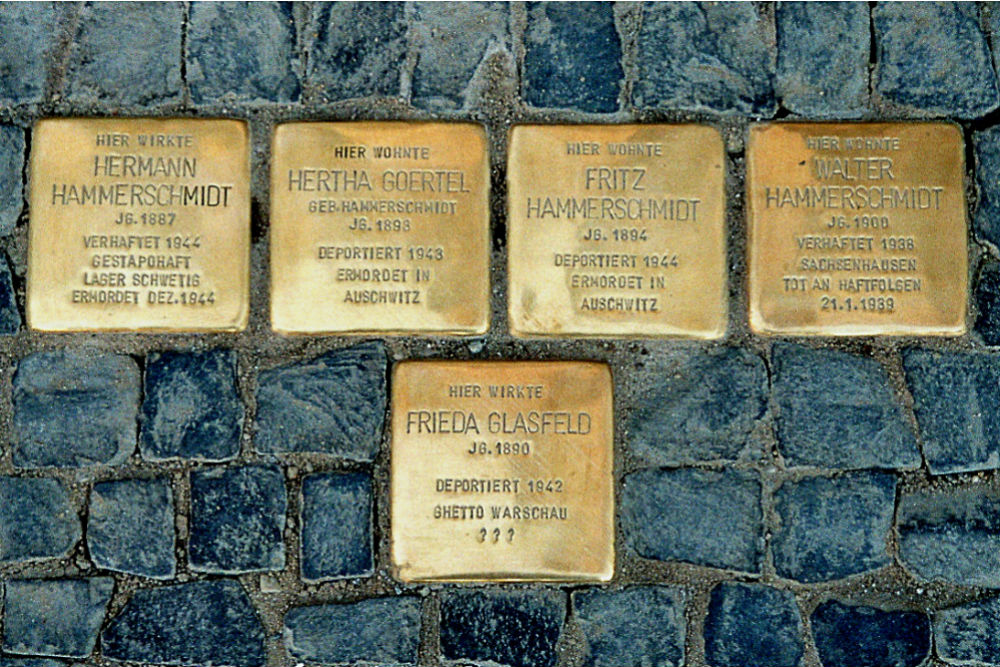 HIER WIRKTE
HERMANN
HAMMERSCHMIDT
JG.1887
VERHAFTET 1944
GESTAPOHAFT
LAGER SCHWETIG
ERMORDET DEZ.1944
HIER WOHNTE
HERTHA GOERTEL
GEB.HAMMERSCHMIDT
JG.1893
DEPORTIERT 1943
ERMORDET IN
AUSCHWITZ
HIER WOHNTE
FRITZ
HAMMERSCHMIDT
JG.1894
DEPORTIERT 1944
ERMORDET IN
AUSCHWITZ
HIER WOHNTE
WALTER
HAMMERSCHMIDT
JG.1900
VERHAFTET 1938
SACHSENHAUSEN
TOT AN HAFTFOLGEN
21.1.1939
HIER WIRKTE
FRIEDA GLASFELD
JG.1890
DEPORTIERT 1942
GHETTO WARSCHAU
???